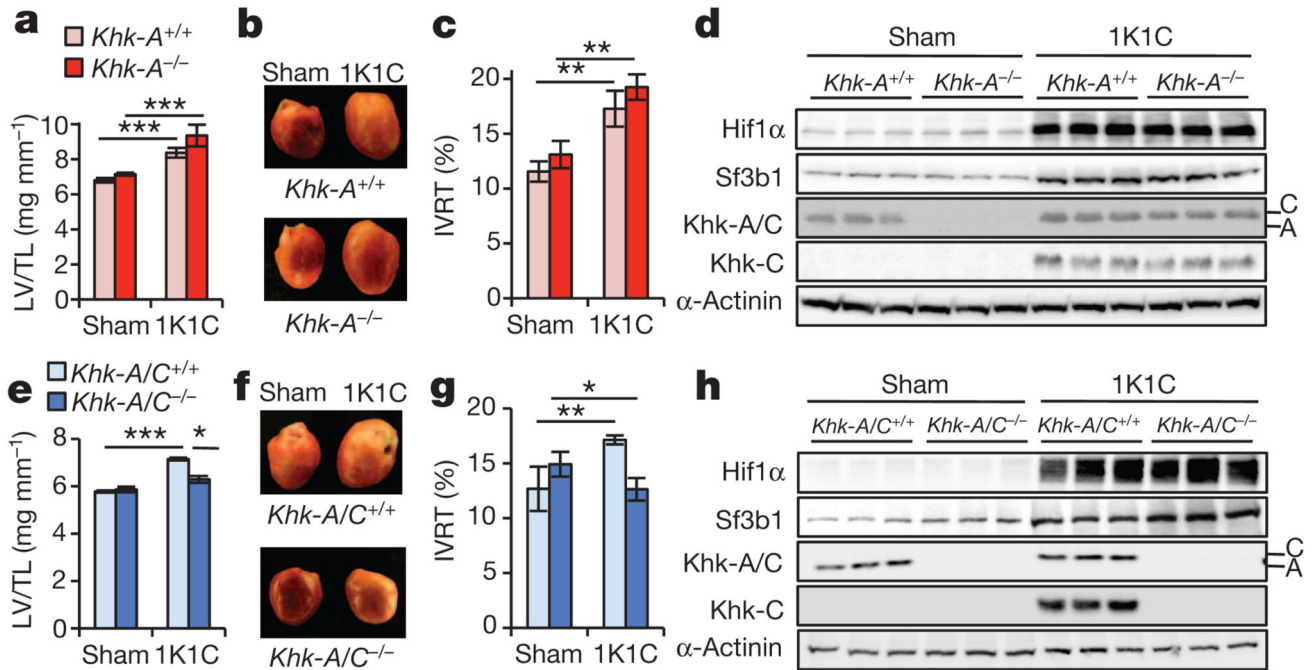 a
Khk-A+/+
Khk-A−/−
LV/TL (mg mm−1)
10
8
6
4
2
0
***
***
Sham 1K1C
b
Sham 1K1C
Khk-A+/+
Khk-A−/−
c
IVRT (%)
20
15
10
5
0
**
**
Sham 1K1C
d
Sham 1K1C
Khk-A+/+ Khk-A−/− Khk-A+/+ Khk-A−/−
Hif1α
Sf3b1
Khk-A/C
C
A
Khk-C
α-Actinin
e
Khk-A/C+/+
Khk-A/C−/−
LV/TL (mg mm−1)
8
6
4
2
0
*** *
Sham 1K1C
f
Sham 1K1C
Khk-A/C+/+
Khk-A/C−/−
g
IVRT (%)
20
15
10
5
0
*
**
Sham 1K1C
h
Sham 1K1C
Khk-A/C+/+ Khk-A/C−/− Khk-A/C+/+ Khk-A/C−/−
Hif1α
Sf3b1
Khk-A/C
C
A
Khk-C
α-Actinin